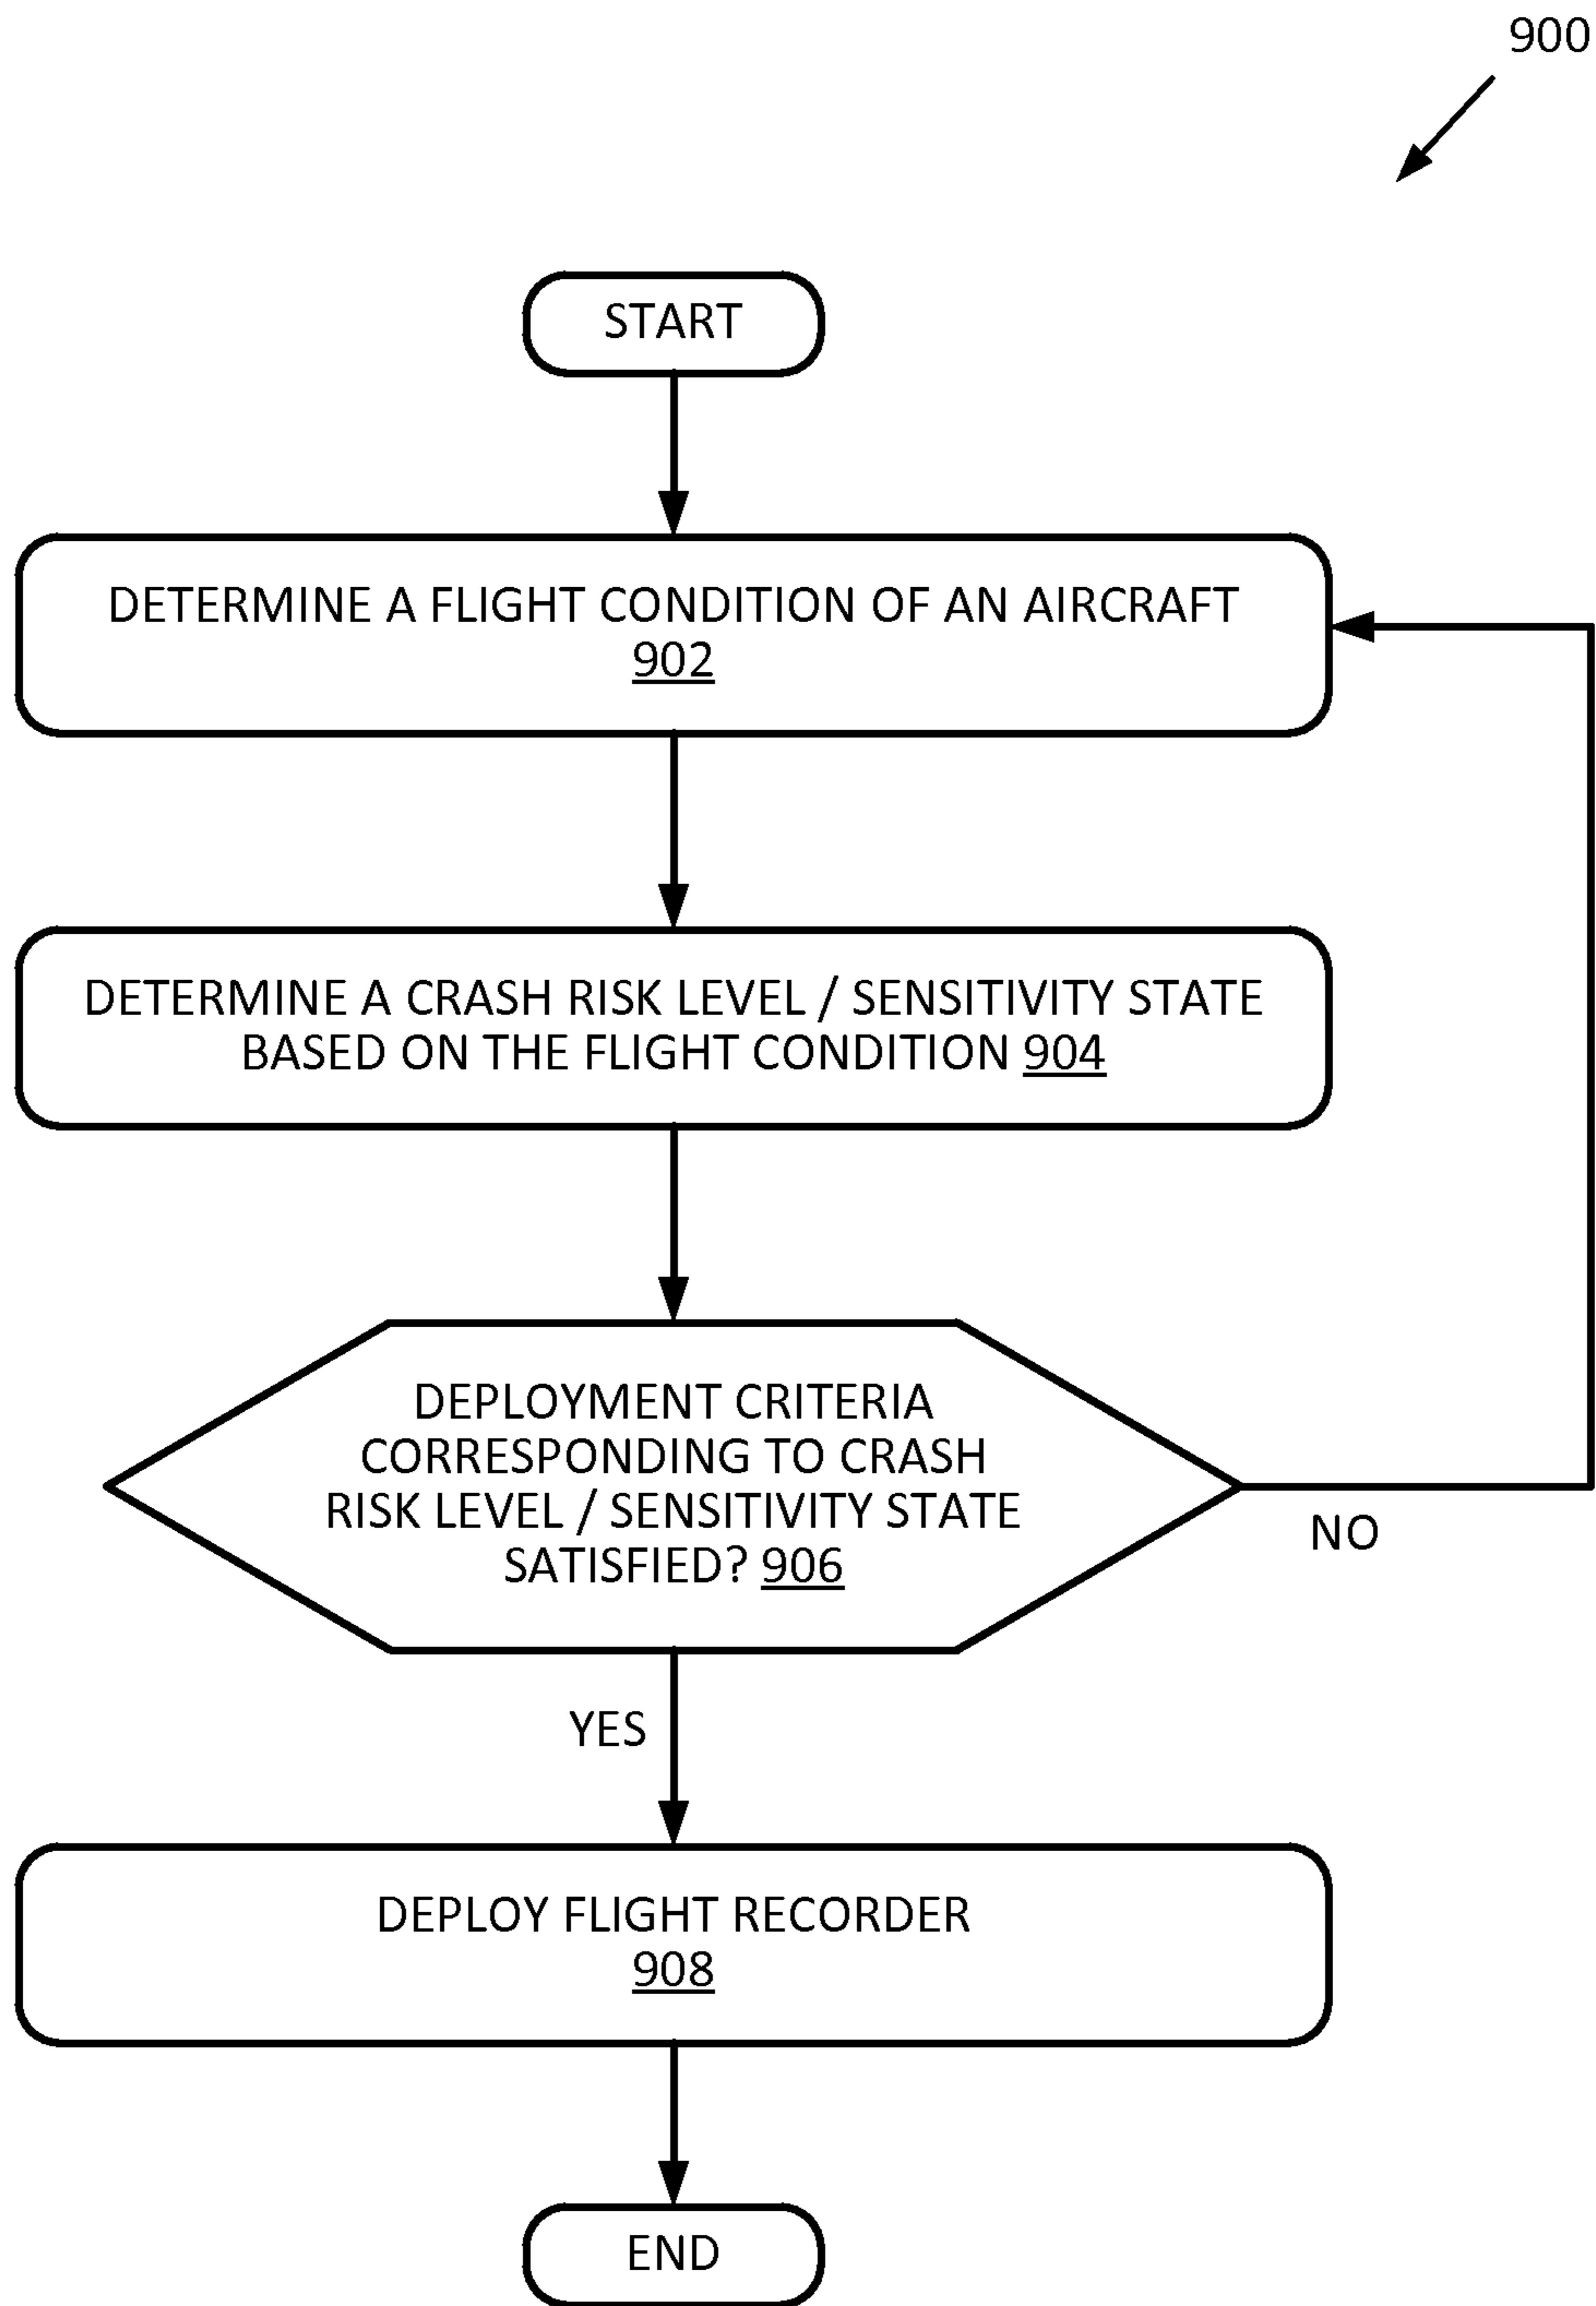 900
START
DETERMINE A FLIGHT CONDITION OF AN AIRCRAFT
902
DETERMINE A CRASH RISK LEVEL / SENSITIVITY STATE
BASED ON THE FLIGHT CONDITION 904
DEPLOYMENT CRITERIA
CORRESPONDING TO CRASH
RISK LEVEL / SENSITIVITY STATE
SATISFIED? 906
NO
YES
DEPLOY FLIGHT RECORDER
908
END